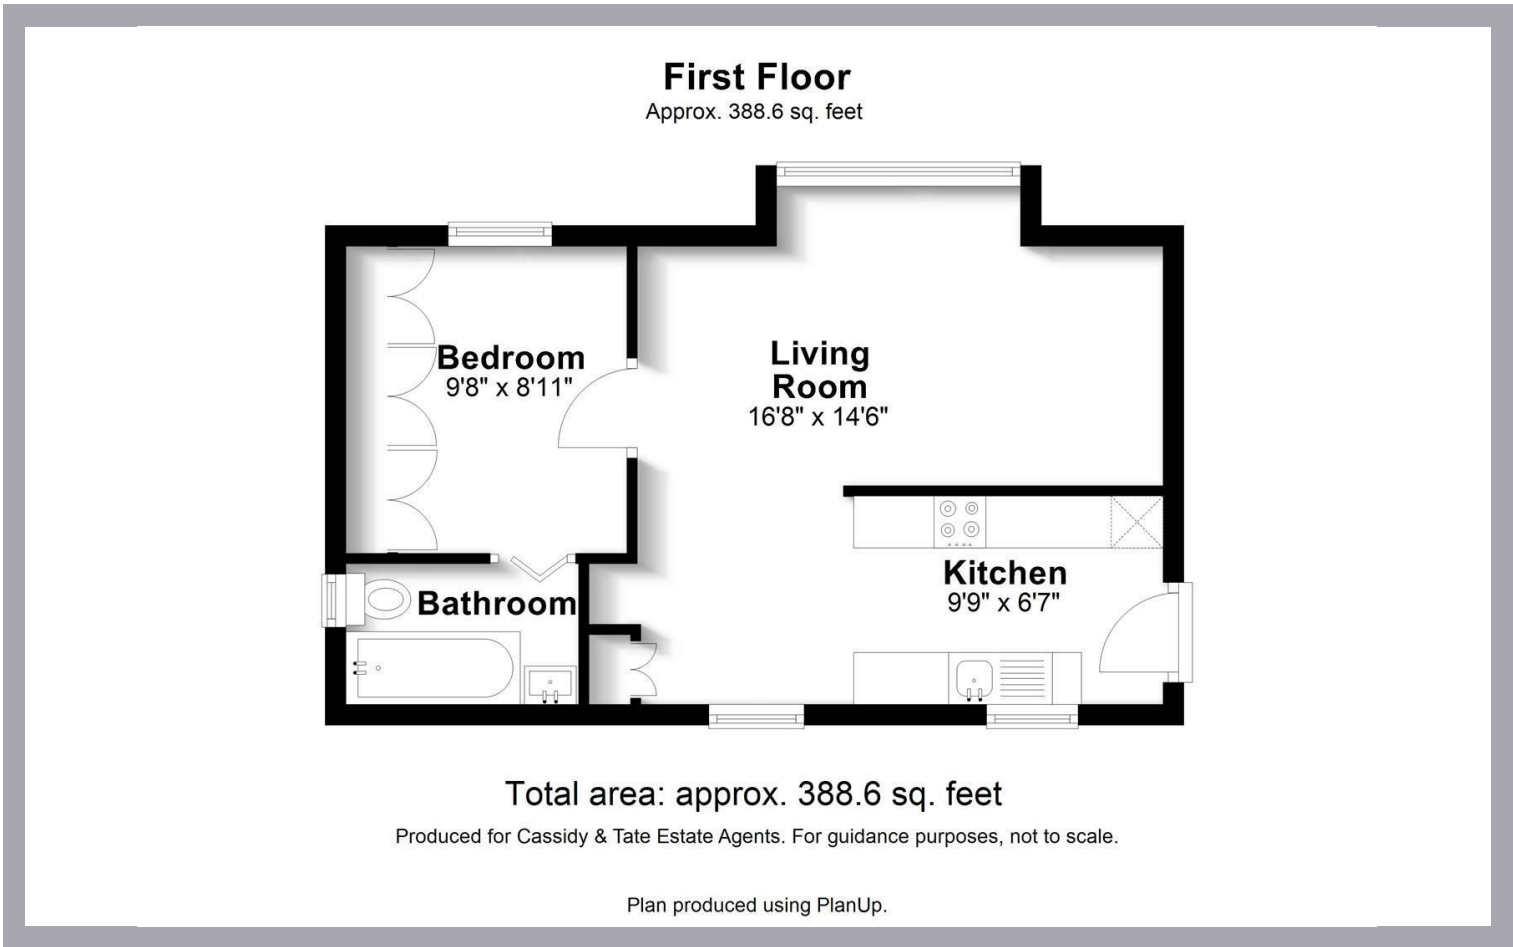 First Floor
Approx. 388.6 sq. feet
Bedroom
9'8" x 8'11"
Living
Room
16'8" x 14'6"
Kitchen
9'9" x 6'7"
Bathroom
Total area: approx. 388.6 sq. feet
Produced for Cassidy & Tate Estate Agents. For guidance purposes, not to scale.
Plan produced using PlanUp.